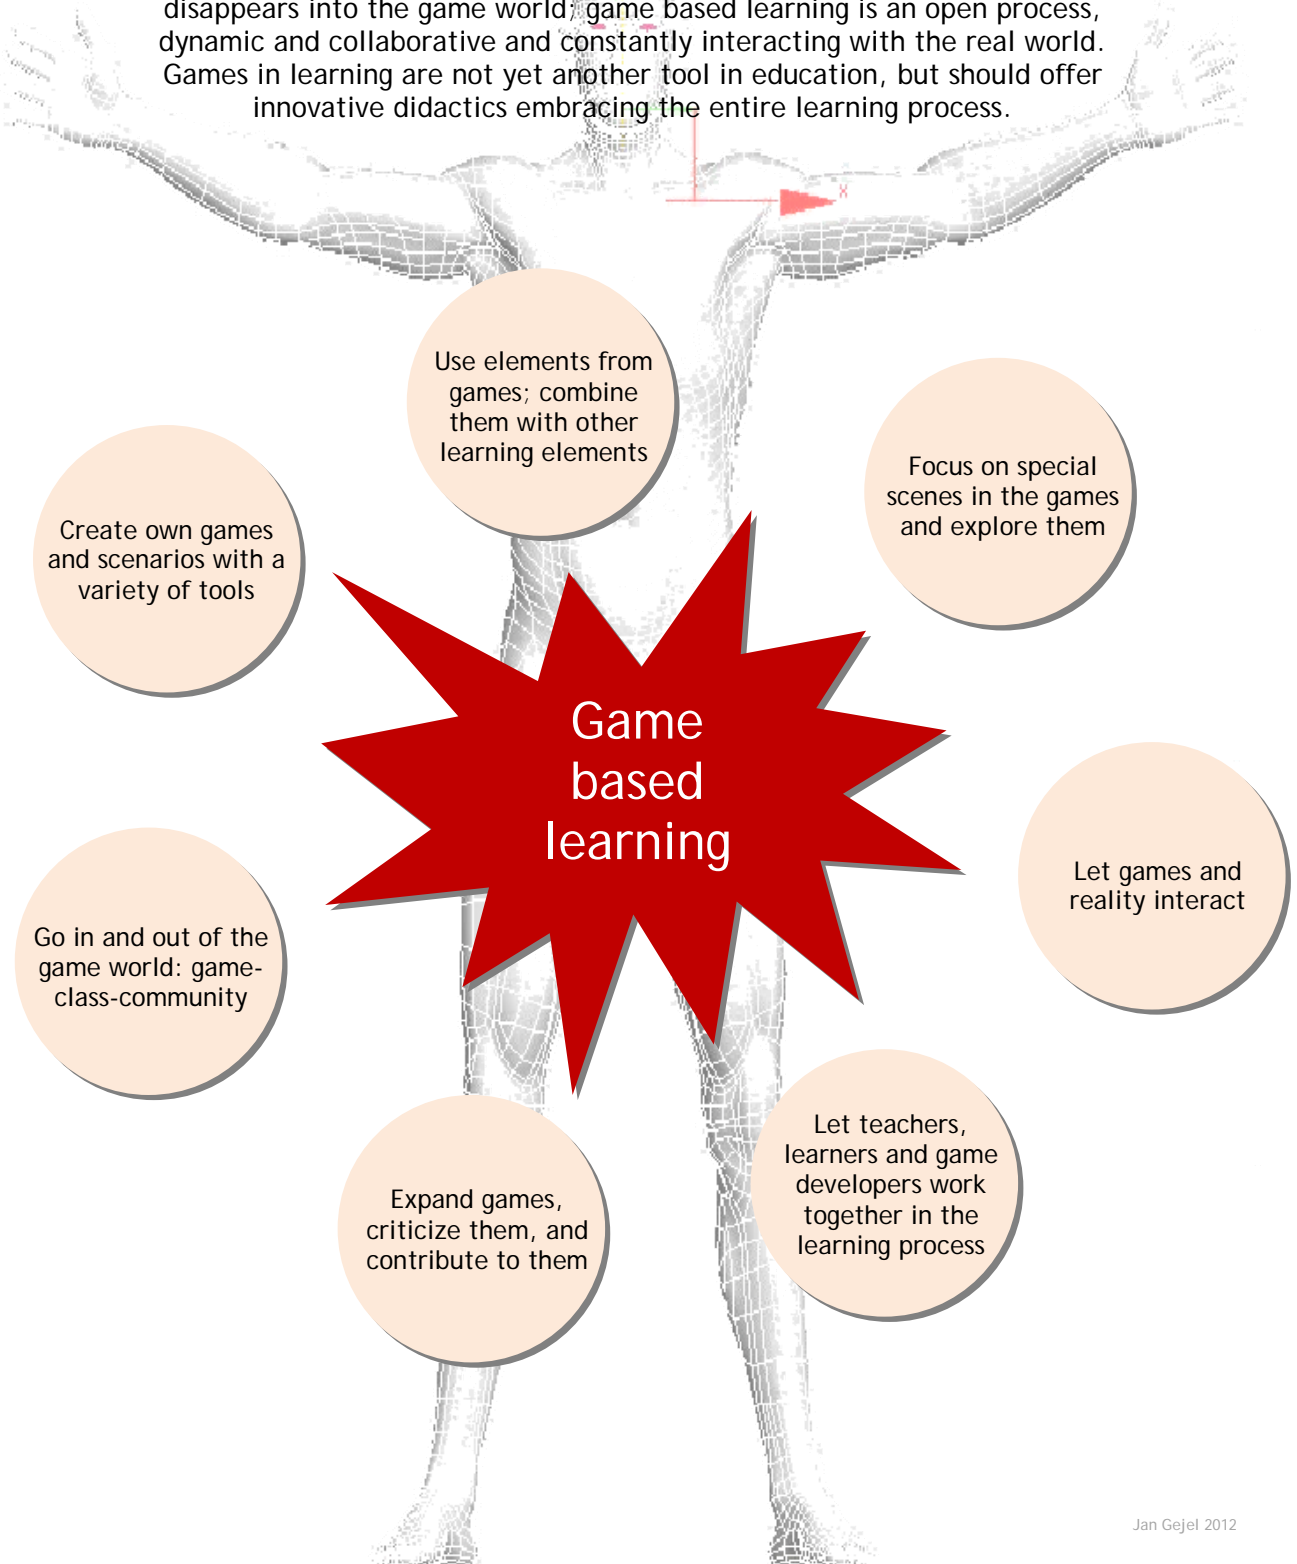 disappears into the game world; game based learning is an open process,
dynamic and collaborative and constantly interacting with the real world.
Games in learning are not yet another tool in education, but should offer
innovative didactics embracing the entire learning process.
X
Use elements from
games; combine
them with other
learning elements
Focus on special
scenes in the games
and explore them
Create own games
and scenarios with a
variety of tools
Game
based
learning
Let games and
reality interact
Go in and out of the
game world: game-
class-community
Let teachers,
learners and game
developers work
together in the
learning process
Expand games,
criticize them, and
contribute to them
Jan Gejel 2012